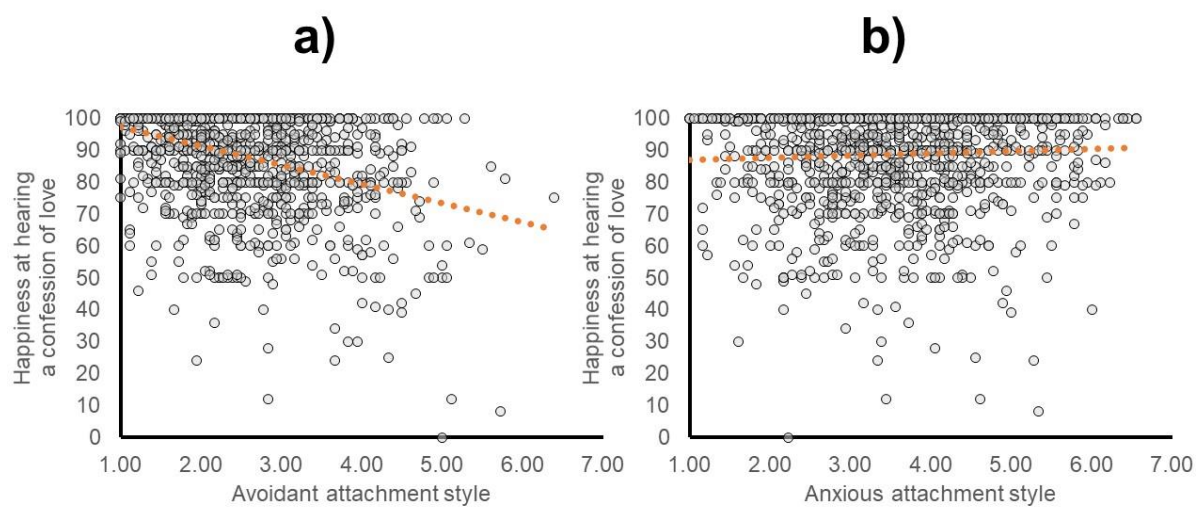 a)
b)
Happiness at hearing
a confession of love
100
90
80
70
60
50
40
30
20
10
0
1.00 2.00 3.00 4.00 5.00 6.00 7.00
Avoidant attachment style
Happiness at hearing
a confession of love
100
90
80
70
60
50
40
30
20
10
0
1.00 2.00 3.00 4.00 5.00 6.00 7.00
Anxious attachment style